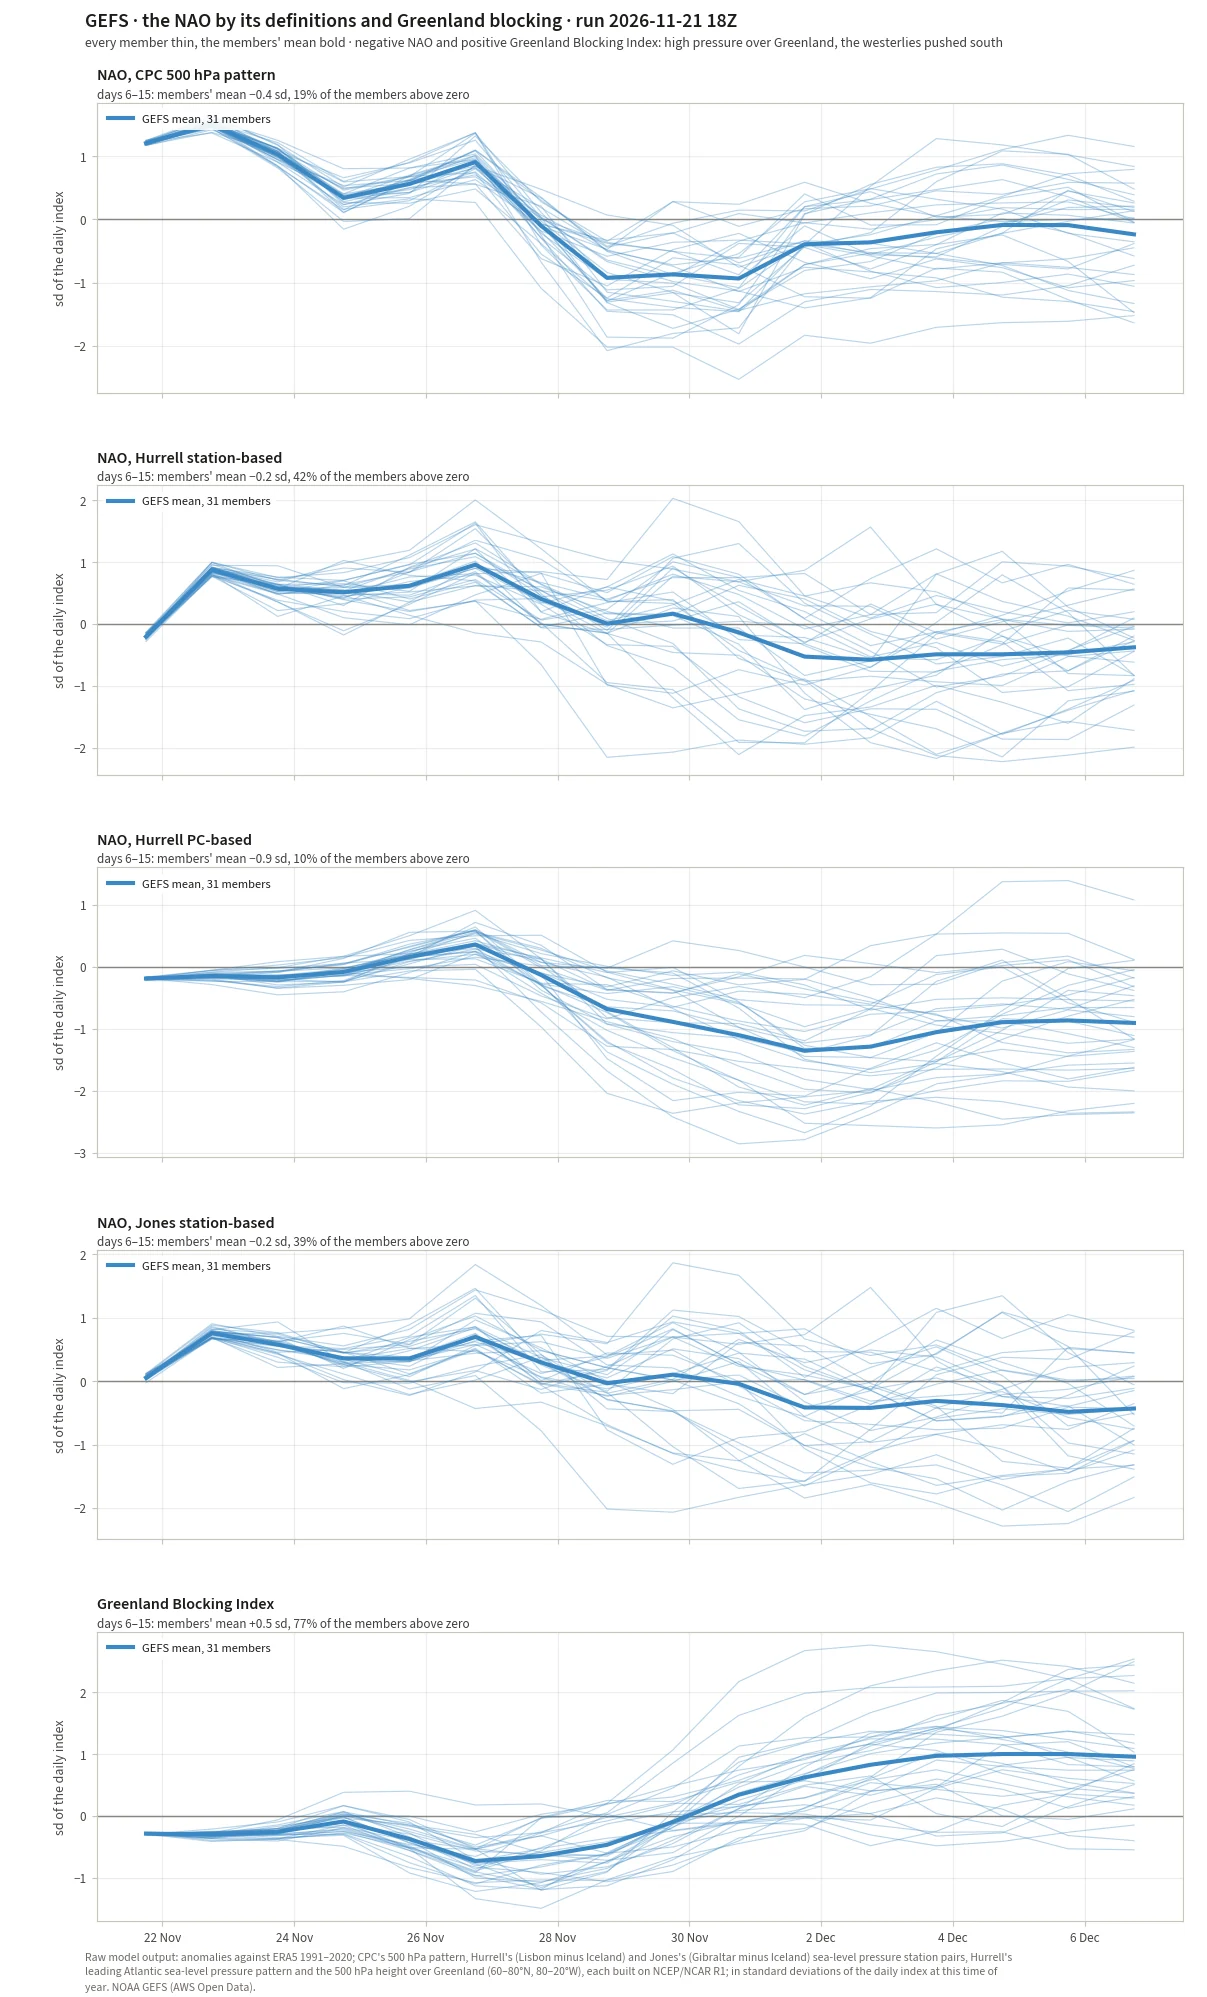 GEFS · the NAO by its definitions and Greenland blocking · run 2026-11-21 18Z
every member thin, the members' mean bold · negative NAO and positive Greenland Blocking Index: high pressure over Greenland, the westerlies pushed south
NAO, CPC 500 hPa pattern
days 6–15: members' mean −0.4 sd, 19% of the members above zero
GEFS mean, 31 members
sd of the daily index
1
0
−1
−2
NAO, Hurrell station-based
days 6–15: members' mean −0.2 sd, 42% of the members above zero
GEFS mean, 31 members
sd of the daily index
2
1
0
−1
−2
NAO, Hurrell PC-based
days 6–15: members' mean −0.9 sd, 10% of the members above zero
GEFS mean, 31 members
sd of the daily index
1
0
−1
−2
−3
NAO, Jones station-based
days 6–15: members' mean −0.2 sd, 39% of the members above zero
GEFS mean, 31 members
sd of the daily index
2
1
0
−1
−2
Greenland Blocking Index
days 6–15: members' mean +0.5 sd, 77% of the members above zero
GEFS mean, 31 members
sd of the daily index
2
1
0
−1
22 Nov 24 Nov 26 Nov 28 Nov 30 Nov 2 Dec 4 Dec 6 Dec
Raw model output: anomalies against ERA5 1991–2020; CPC's 500 hPa pattern, Hurrell's (Lisbon minus Iceland) and Jones's (Gibraltar minus Iceland) sea-level pressure station pairs, Hurrell's
leading Atlantic sea-level pressure pattern and the 500 hPa height over Greenland (60–80°N, 80–20°W), each built on NCEP/NCAR R1; in standard deviations of the daily index at this time of
year. NOAA GEFS (AWS Open Data).